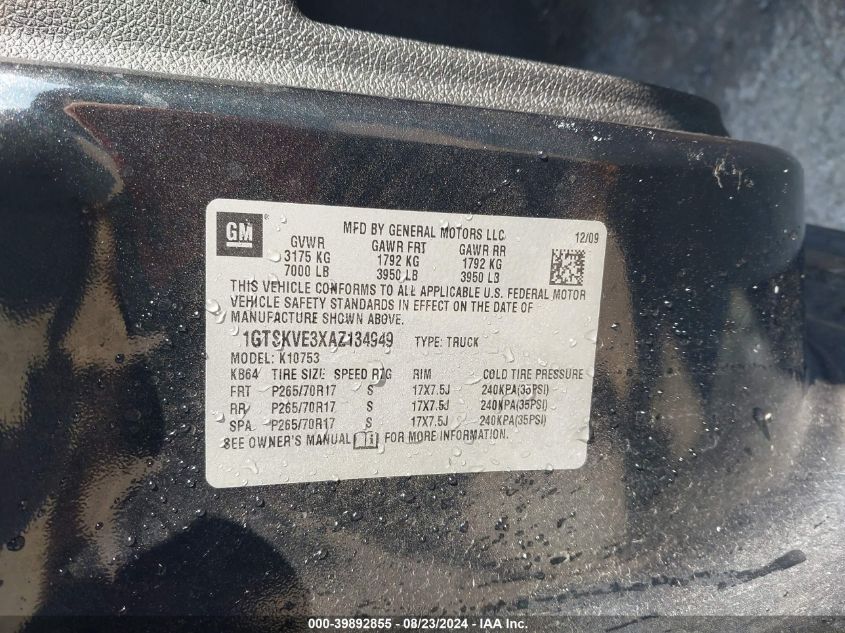 GM ®
MFD BY GENERAL MOTORS LLC
12/09
GVWR GAWR FRT GAWR RR
3175 KG 1792 KG 1792 KG
7000 LB 3950 LB 3950 LB
THIS VEHICLE CONFORMS TO ALL APPLICABLE U.S. FEDERAL MOTOR
VEHICLE SAFETY STANDARDS IN EFFECT ON THE DATE OF
MANUFACTURE SHOWN ABOVE.
1GTSKVE3XAZ134949 TYPE: TRUCK
MODEL: K10753
KB64 TIRE SIZE SPEED RTG RIM COLD TIRE PRESSURE
FRT P265/70R17 S 17X7.5J 240KPA(35PSI)
RR P265/70R17 S 17X7.5J 240KPA(35PSI)
SPA P265/70R17 S 17X7.5J 240KPA(35PSI)
SEE OWNER'S MANUAL FOR MORE INFORMATION.
000-39892855 - 08/23/2024 - IAA Inc.